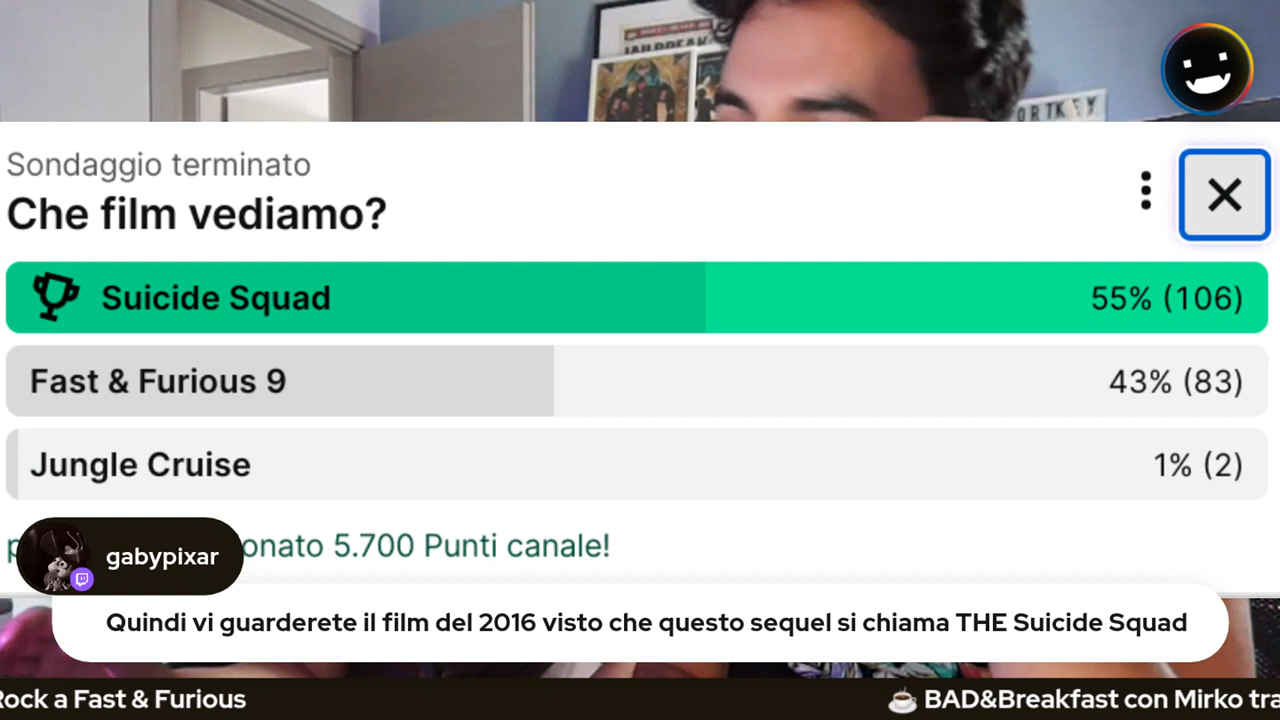 JAILBREAK
ORTKEY
Sondaggio terminato
Che film vediamo?
Suicide Squad
55% (106)
Fast & Furious 9
43% (83)
Jungle Cruise
1% (2)
onato 5.700 Punti canale!
gabypixar
Quindi vi guarderete il film del 2016 visto che questo sequel si chiama THE Suicide Squad
Rock a Fast & Furious
BAD&Breakfast con Mirko tra